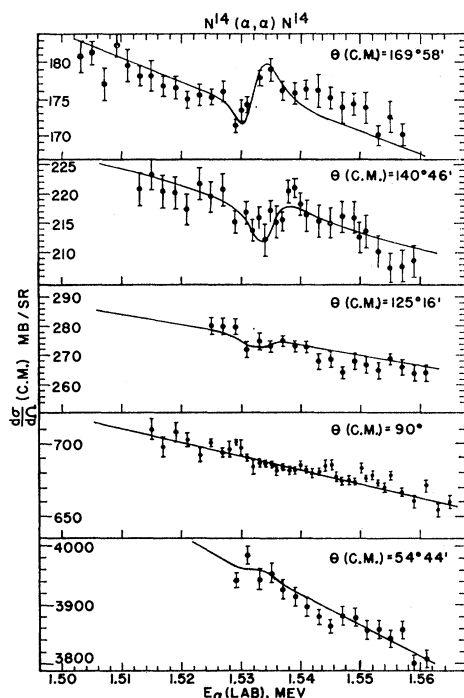 N¹⁴ (α,α) N¹⁴
θ (C.M.) = 169°58'
180
175
170
θ (C.M.) = 140°46'
225
220
215
210
θ (C.M.) = 125°16'
290
280
270
260
dσ/dΩ (C.M.) MB/SR
θ (C.M.) = 90°
700
650
θ (C.M.) = 54°44'
4000
3900
3800
1.50 1.51 1.52 1.53 1.54 1.55 1.56
Eα (LAB), MEV